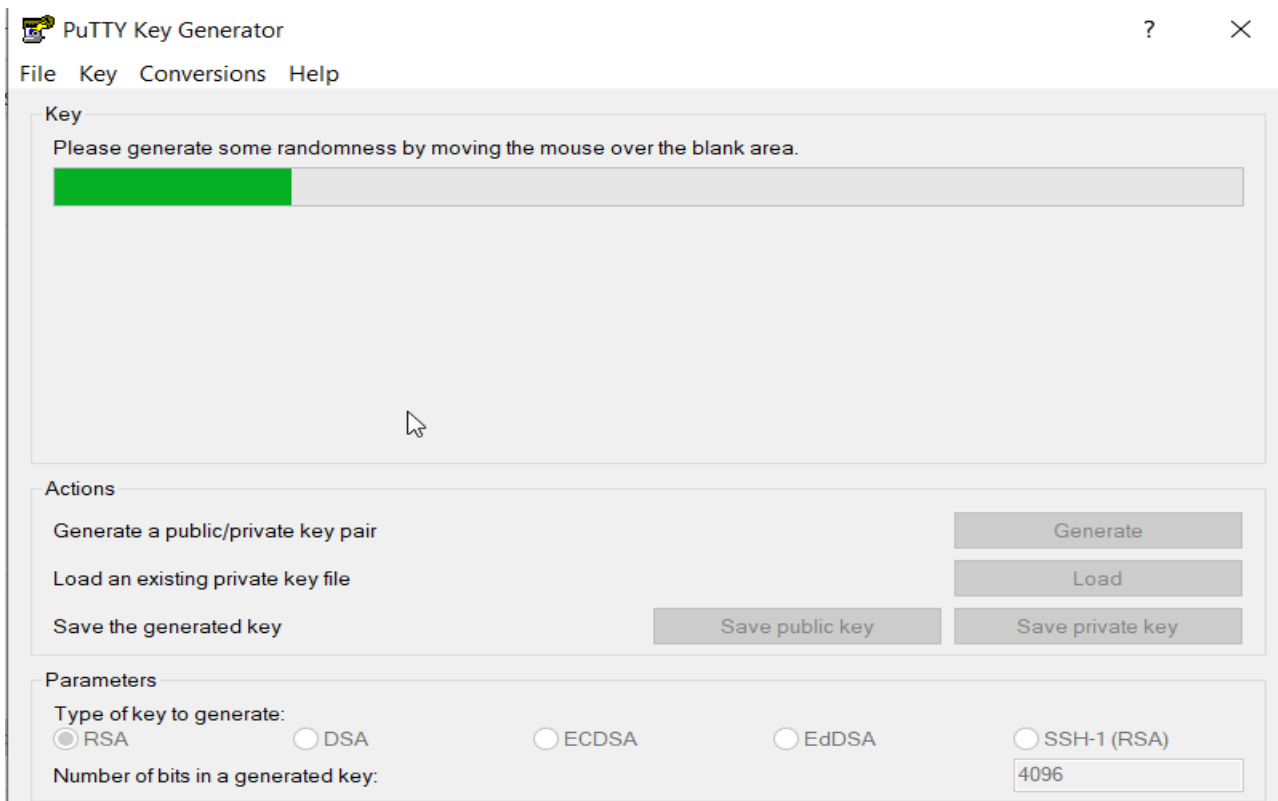 PuTTY Key Generator ?
File Key Conversions Help
Key
Please generate some randomness by moving the mouse over the blank area.
Actions
Generate a public/private key pair Generate
Load an existing private key file Load
Save the generated key Save public key Save private key
Parameters
Type of key to generate:
RSA DSA ECDSA EdDSA SSH-1 (RSA)
Number of bits in a generated key: 4096